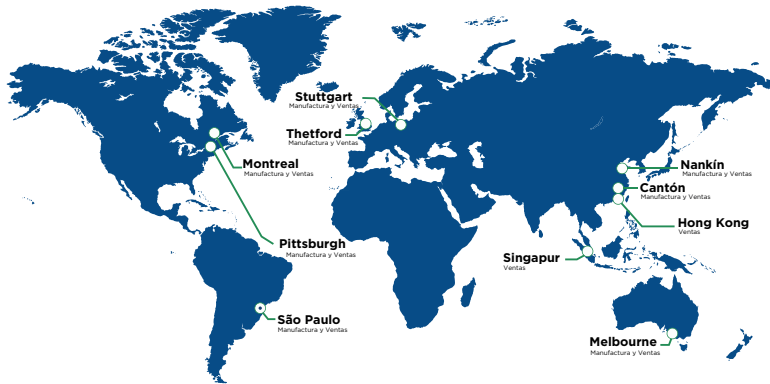 Stuttgart
Manufactura y Ventas
Thetford
Manufactura y Ventas
Montreal
Manufactura y Ventas
Nankín
Manufactura y Ventas
Cantón
Manufactura y Ventas
Hong Kong
Ventas
Pittsburgh
Manufactura y Ventas
Singapur
Ventas
São Paulo
Manufactura y Ventas
Melbourne
Manufactura y Ventas